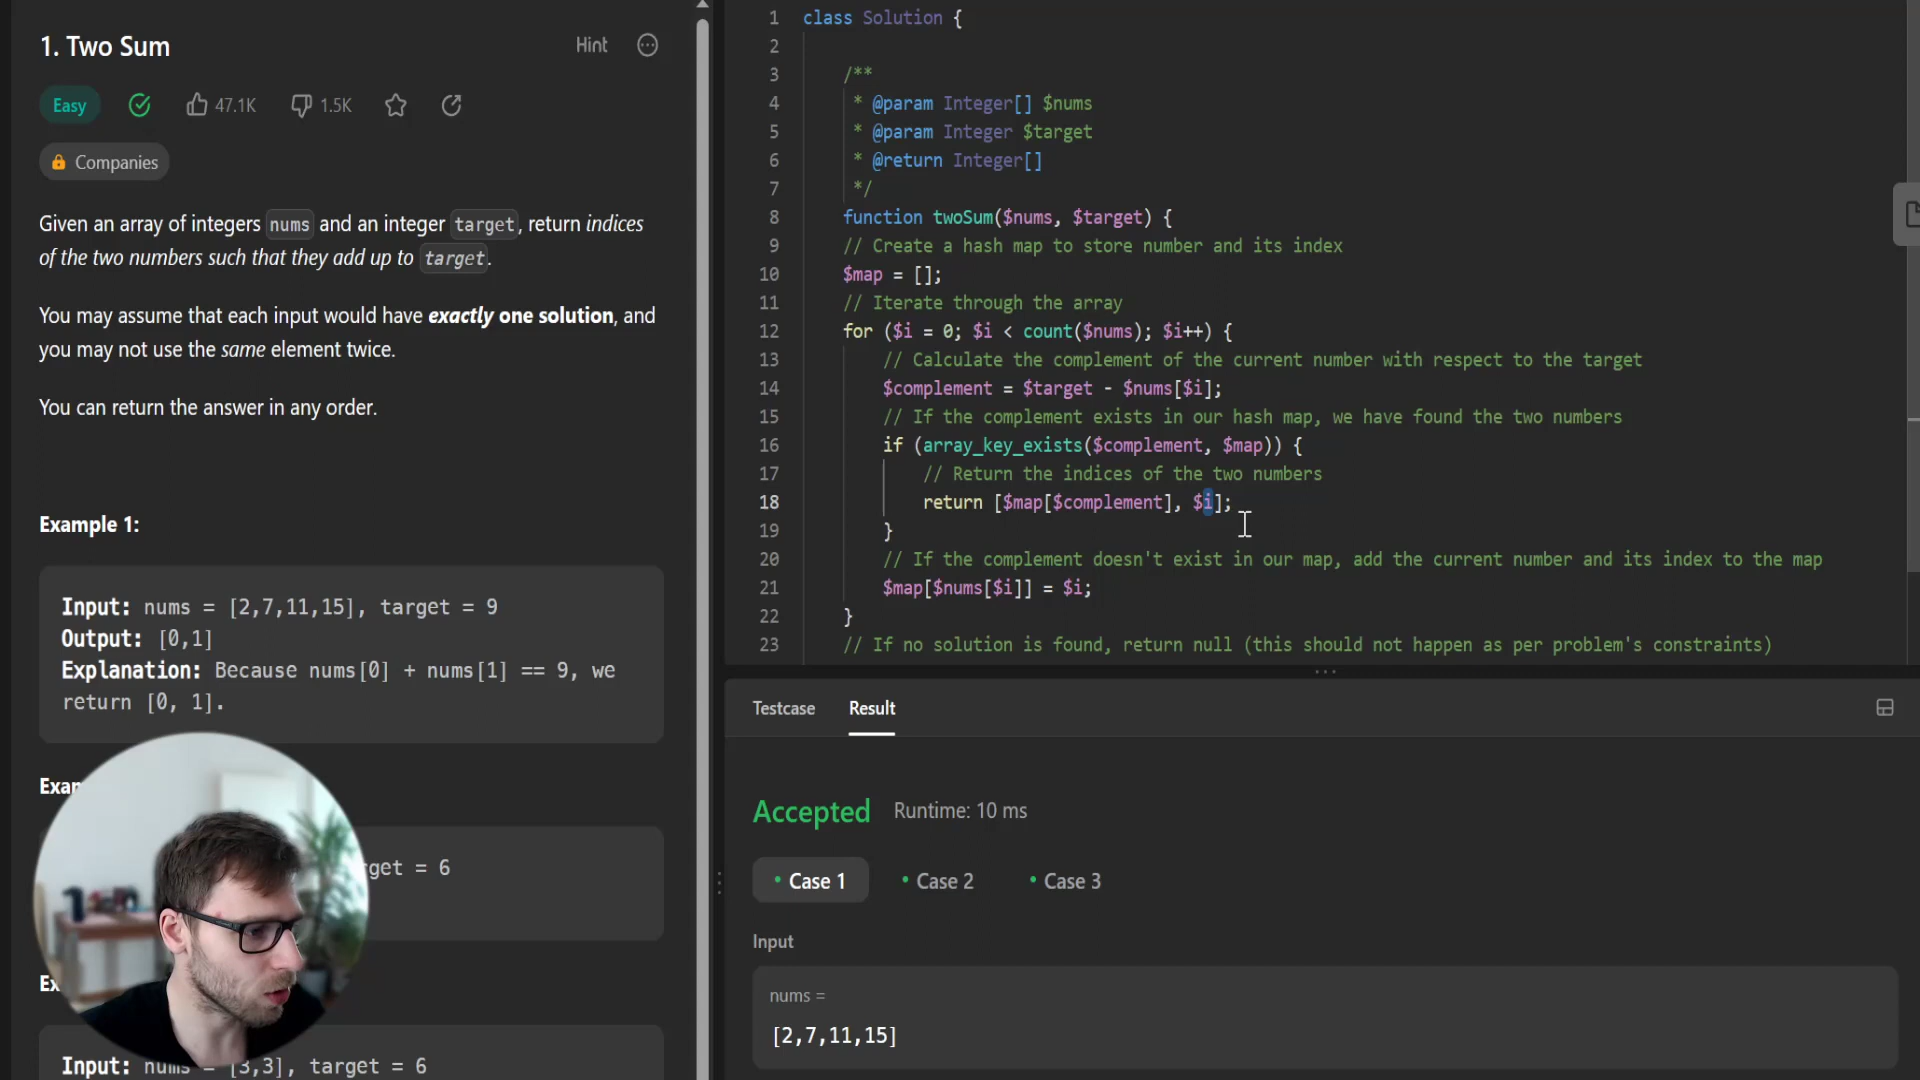 1. Two Sum
Hint
Easy
47.1K
1.5K
Companies
Given an array of integers nums and an integer target, return indices
of the two numbers such that they add up to target.
You may assume that each input would have exactly one solution, and
you may not use the same element twice.
You can return the answer in any order.
Example 1:
Input: nums = [2,7,11,15], target = 9
Output: [0,1]
Explanation: Because nums[0] + nums[1] == 9, we
return [0, 1].
target = 6
Input: nums = [3,3], target = 6
1 class Solution {
2
3 /**
4 * @param Integer[] $nums
5 * @param Integer $target
6 * @return Integer[]
7 */
8 function twoSum($nums, $target) {
9 // Create a hash map to store number and its index
10 $map = [];
11 // Iterate through the array
12 for ($i = 0; $i < count($nums); $i++) {
13 // Calculate the complement of the current number with respect to the target
14 $complement = $target - $nums[$i];
15 // If the complement exists in our hash map, we have found the two numbers
16 if (array_key_exists($complement, $map)) {
17 // Return the indices of the two numbers
18 return [$map[$complement], $i];
19 }
20 // If the complement doesn't exist in our map, add the current number and its index to the map
21 $map[$nums[$i]] = $i;
22 }
23 // If no solution is found, return null (this should not happen as per problem's constraints)
Testcase
Result
Accepted
Runtime: 10 ms
Case 1
Case 2
Case 3
Input
nums =
[2,7,11,15]